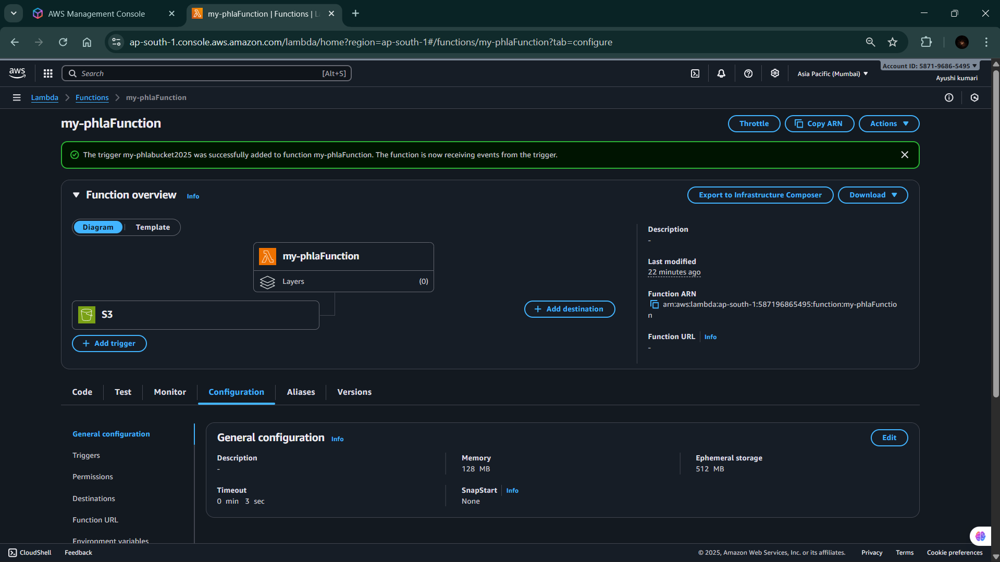 AWS Management Console
my-phlaFunction | Functions | L
ap-south-1.console.aws.amazon.com/lambda/home?region=ap-south-1#/functions/my-phlaFunction?tab=configure
aws
Search
[Alt+S]
Asia Pacific (Mumbai)
Account ID: 5871-9686-5495
Ayushi kumari
Lambda
Functions
my-phlaFunction
my-phlaFunction
Throttle
Copy ARN
Actions
The trigger my-phlabucket2025 was successfully added to function my-phlaFunction. The function is now receiving events from the trigger.
Function overview Info
Export to Infrastructure Composer
Download
Diagram
Template
my-phlaFunction
Layers (0)
S3
+ Add destination
+ Add trigger
Description
-
Last modified
22 minutes ago
Function ARN
arn:aws:lambda:ap-south-1:587196865495:function:my-phlaFunctio
n
Function URL Info
-
Code
Test
Monitor
Configuration
Aliases
Versions
General configuration
Triggers
Permissions
Destinations
Function URL
Environment variables
General configuration Info
Edit
Description
-
Memory
128 MB
Ephemeral storage
512 MB
Timeout
0 min 3 sec
SnapStart Info
None
CloudShell
Feedback
© 2025, Amazon Web Services, Inc. or its affiliates.
Privacy
Terms
Cookie preferences